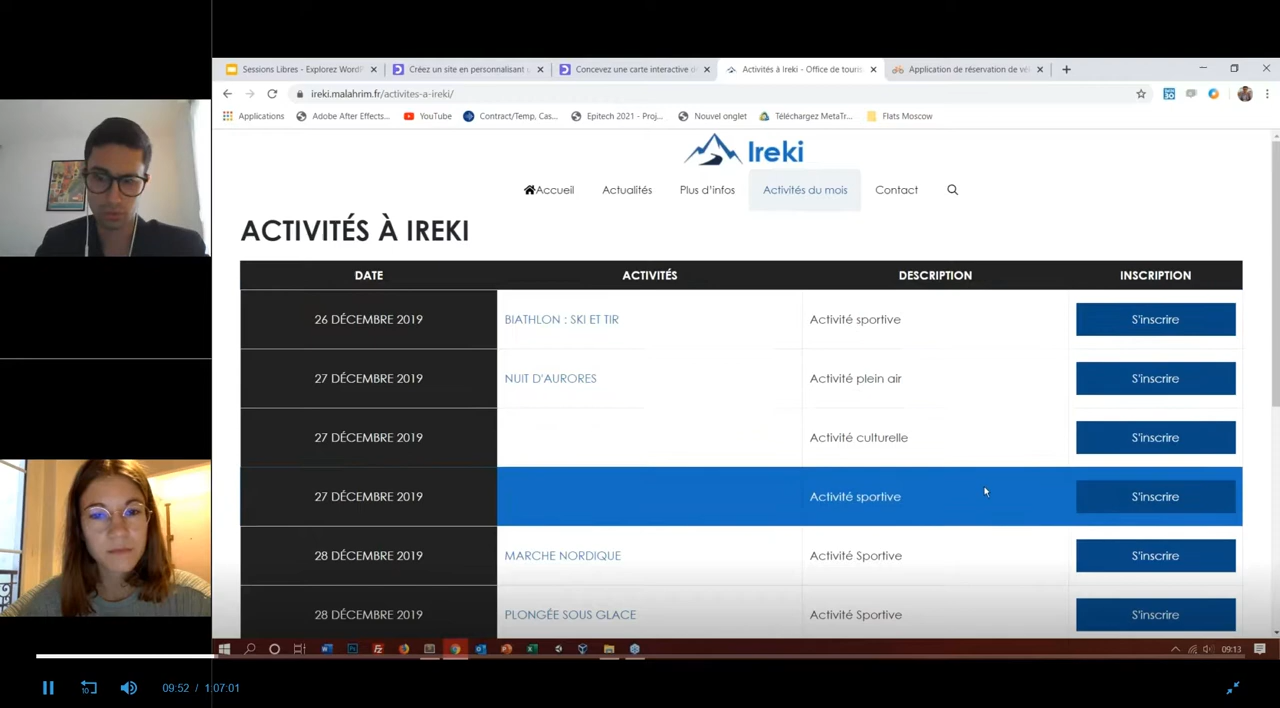 Sessions Libres - Explorez WordP
Créez un site en personnalisant
Concevez une carte interactive d
Activités à Ireki - Office de tourn
Application de réservation de vé
ireki.malahrim.fr/activites-a-ireki/
Applications
Adobe After Effects...
YouTube
Contract/Temp, Cas...
Epitech 2021 - Proj...
Nouvel onglet
Téléchargez MetaTr...
Flats Moscow
Ireki
Accueil
Actualités
Plus d'infos
Activités du mois
Contact
ACTIVITÉS À IREKI
DATE ACTIVITÉS DESCRIPTION INSCRIPTION
26 DÉCEMBRE 2019 BIATHLON : SKI ET TIR Activité sportive S'inscrire
27 DÉCEMBRE 2019 NUIT D'AURORES Activité plein air S'inscrire
27 DÉCEMBRE 2019 Activité culturelle S'inscrire
27 DÉCEMBRE 2019 Activité sportive S'inscrire
28 DÉCEMBRE 2019 MARCHE NORDIQUE Activité Sportive S'inscrire
28 DÉCEMBRE 2019 PLONGÉE SOUS GLACE Activité Sportive S'inscrire
09:13
10
09:52 / 1:07:01